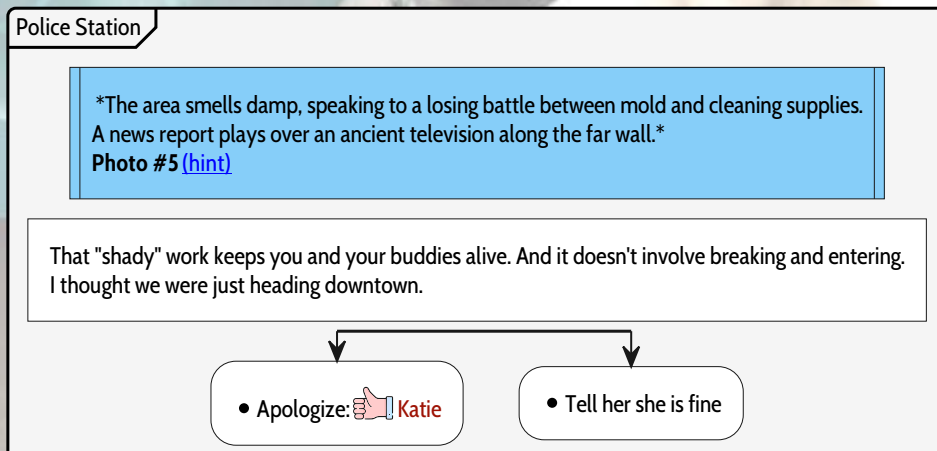 Police Station
*The area smells damp, speaking to a losing battle between mold and cleaning supplies.
A news report plays over an ancient television along the far wall.*
Photo #5 (hint)
That "shady" work keeps you and your buddies alive. And it doesn't involve breaking and entering.
I thought we were just heading downtown.
• Apologize: Katie
• Tell her she is fine